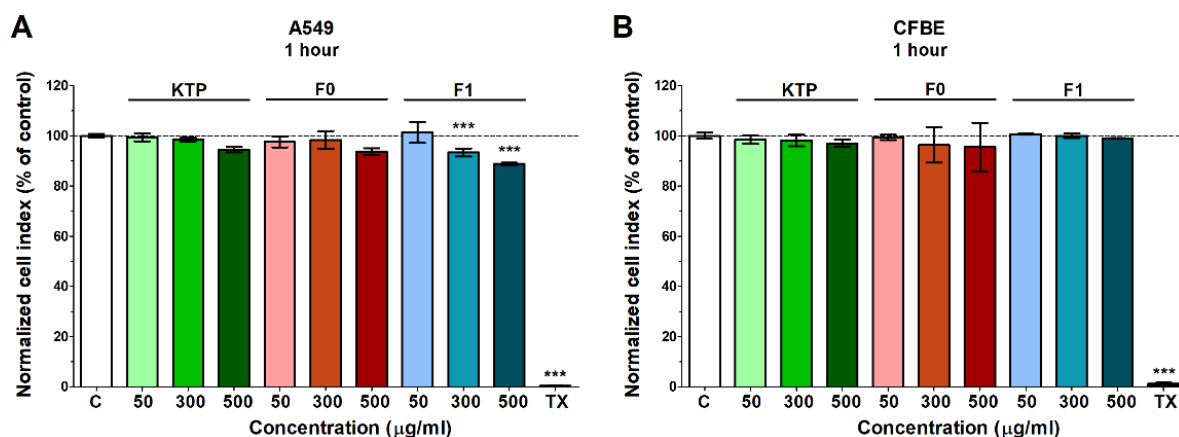 A
A549
1 hour
KTP F0 F1
Normalized cell index (% of control)
120
100
80
60
40
20
0
*** *** ***
C 50 300 500 50 300 500 50 300 500 TX
Concentration (μg/ml)
B
CFBE
1 hour
KTP F0 F1
Normalized cell index (% of control)
120
100
80
60
40
20
0
***
C 50 300 500 50 300 500 50 300 500 TX
Concentration (μg/ml)